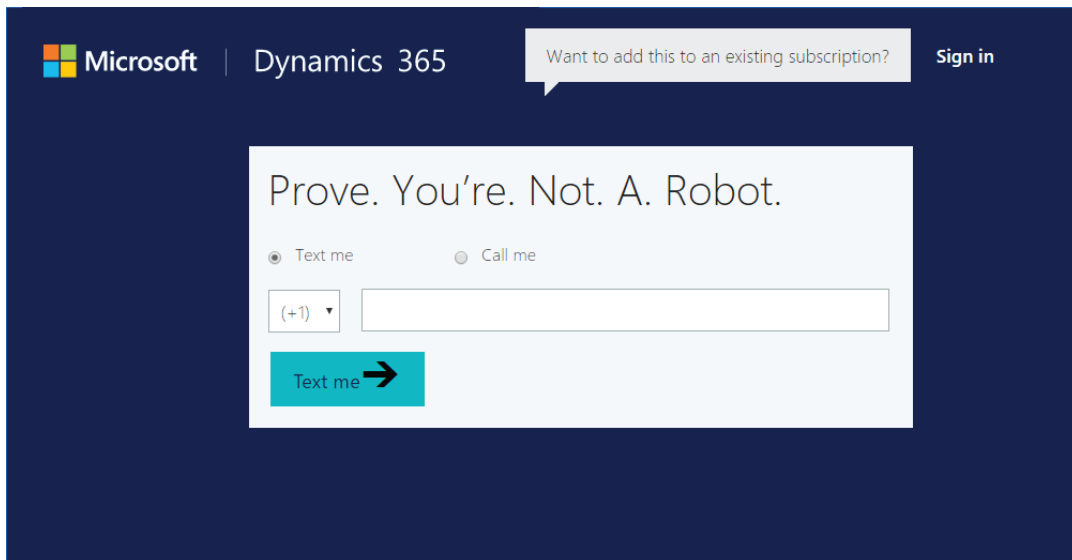 Microsoft | Dynamics 365
Want to add this to an existing subscription?
Sign in
Prove. You're. Not. A. Robot.
Text me
Call me
(+1)
Text me